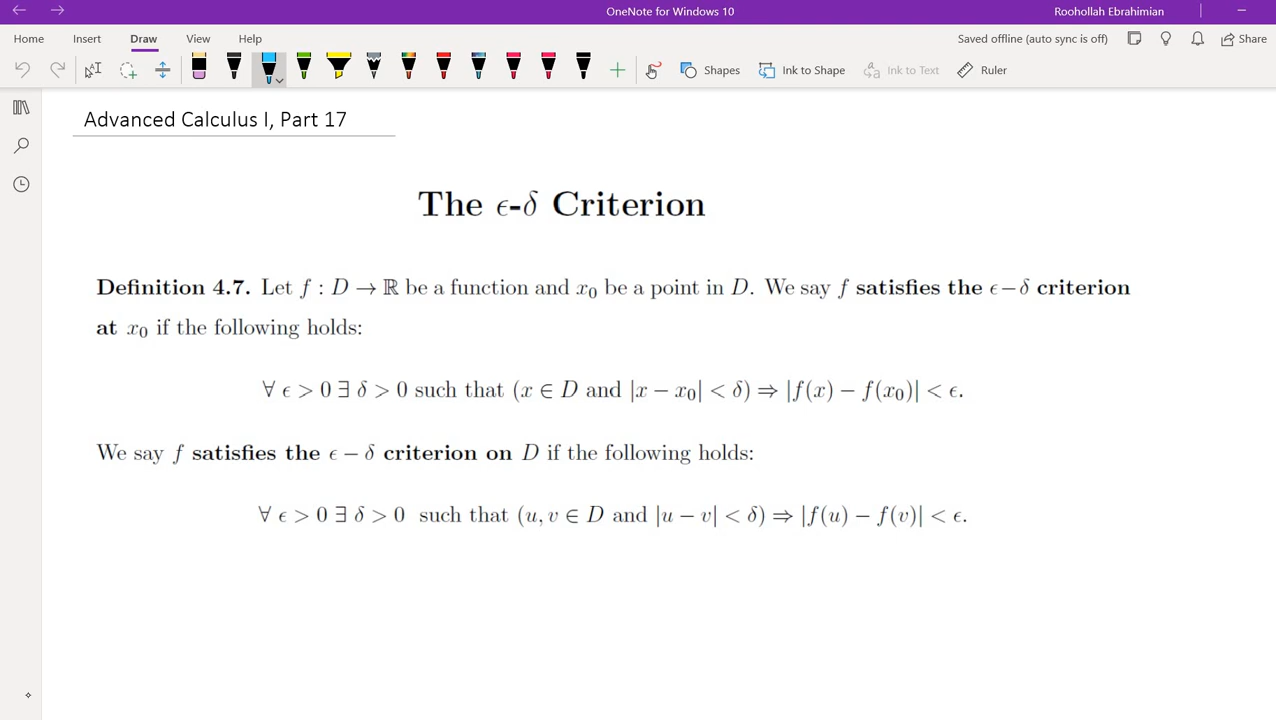 OneNote for Windows 10
Roohollah Ebrahimian
Home Insert Draw View Help
Saved offline (auto sync is off)
Share
Shapes Ink to Shape Ink to Text Ruler
Advanced Calculus I, Part 17
The ϵ-δ Criterion
Definition 4.7. Let f : D → ℝ be a function and x₀ be a point in D. We say f satisfies the ϵ − δ criterion
at x₀ if the following holds:
∀ ϵ > 0 ∃ δ > 0 such that (x ∈ D and |x − x₀| < δ) ⇒ |f(x) − f(x₀)| < ϵ.
We say f satisfies the ϵ − δ criterion on D if the following holds:
∀ ϵ > 0 ∃ δ > 0 such that (u, v ∈ D and |u − v| < δ) ⇒ |f(u) − f(v)| < ϵ.